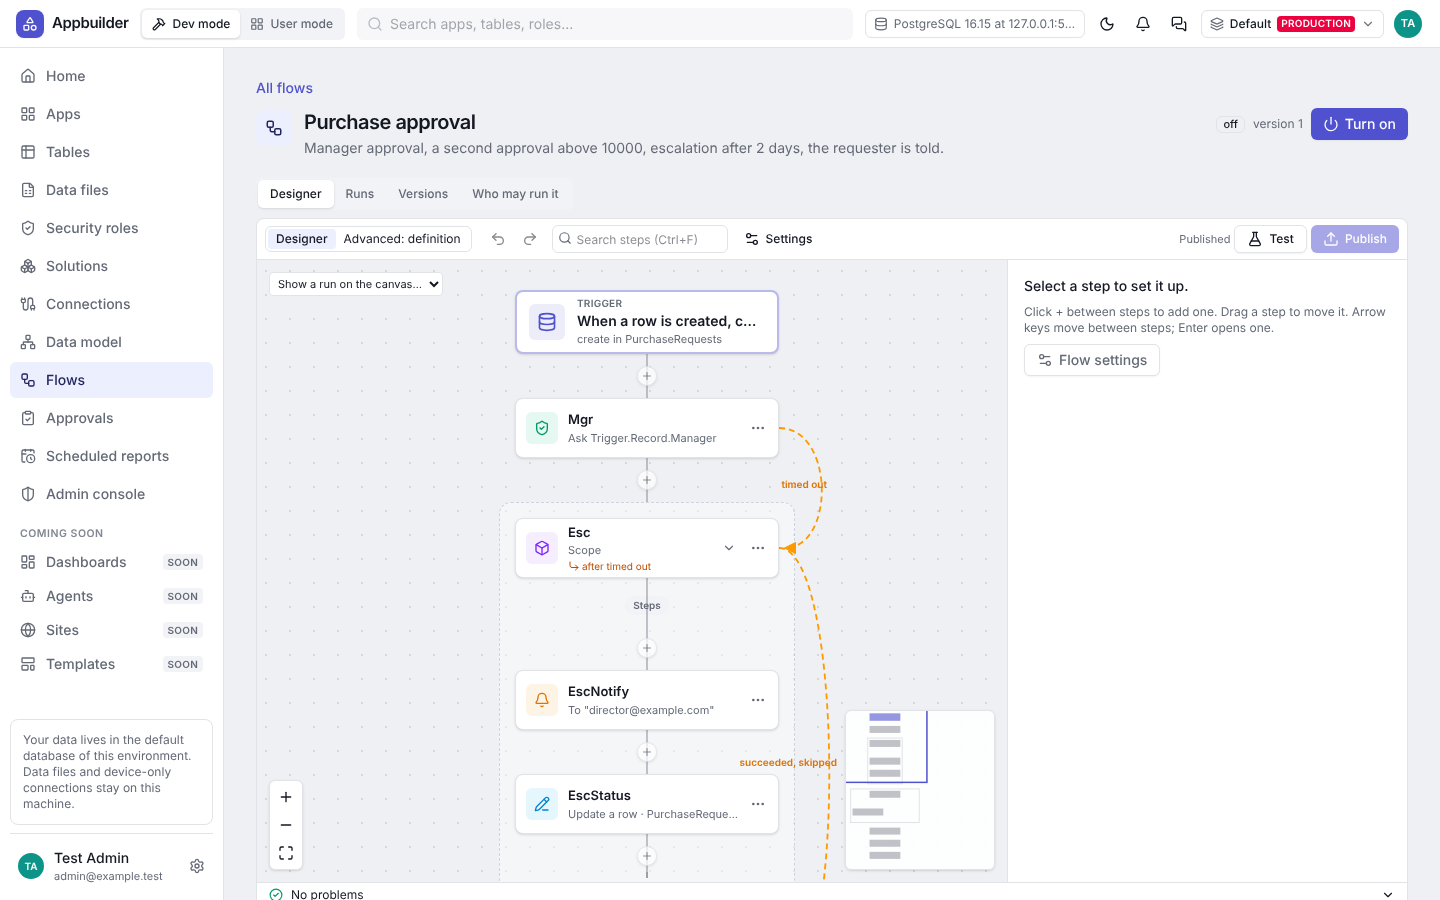 Appbuilder
Dev mode
User mode
Search apps, tables, roles...
PostgreSQL 16.15 at 127.0.0.1:5...
Default PRODUCTION
TA
Home
Apps
Tables
Data files
Security roles
Solutions
Connections
Data model
Flows
Approvals
Scheduled reports
Admin console
COMING SOON
Dashboards SOON
Agents SOON
Sites SOON
Templates SOON
Your data lives in the default
database of this environment.
Data files and device-only
connections stay on this
machine.
TA
Test Admin
admin@example.test
All flows
Purchase approval
Manager approval, a second approval above 10000, escalation after 2 days, the requester is told.
off version 1 Turn on
Designer Runs Versions Who may run it
Designer Advanced: definition
Search steps (Ctrl+F)
Settings
Published
Test
Publish
Show a run on the canvas...
TRIGGER
When a row is created, c...
create in PurchaseRequests
Mgr
Ask Trigger.Record.Manager
timed out
Esc
Scope
after timed out
Steps
EscNotify
To "director@example.com"
succeeded, skipped
EscStatus
Update a row · PurchaseReque...
Select a step to set it up.
Click + between steps to add one. Drag a step to move it. Arrow
keys move between steps; Enter opens one.
Flow settings
No problems